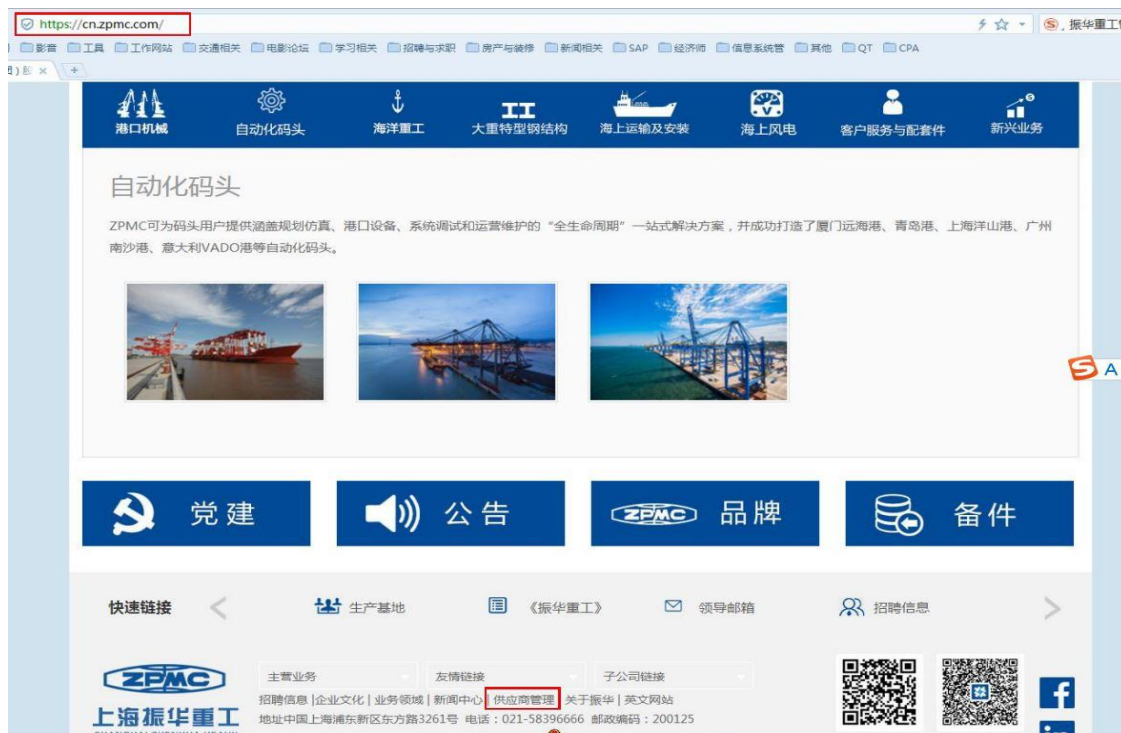 https://cn.zpmc.com/
振华重工
影音 工具 工作网站 交通相关 电影论坛 学习相关 招聘与求职 房产与装修 新闻相关 SAP 经济师 信息系统管 其他 QT CPA
港口机械 自动化码头 海洋重工 大重特型钢结构 海上运输及安装 海上风电 客户服务与配套件 新兴业务
自动化码头
ZPMC可为码头用户提供涵盖规划仿真、港口设备、系统调试和运营维护的“全生命周期”一站式解决方案,并成功打造了厦门远海港、青岛港、上海洋山港、广州
南沙港、意大利VADO港等自动化码头。
A
党建 公告 ZPMC 品牌 备件
快速链接 生产基地 《振华重工》 领导邮箱 招聘信息
ZPMC
主营业务 友情链接 子公司链接
招聘信息 |企业文化 | 业务领域 | 新闻中心 | 供应商管理 | 关于振华 | 英文网站
上海振华重工
地址中国上海浦东新区东方路3261号 电话:021-58396666 邮政编码:200125
f
in